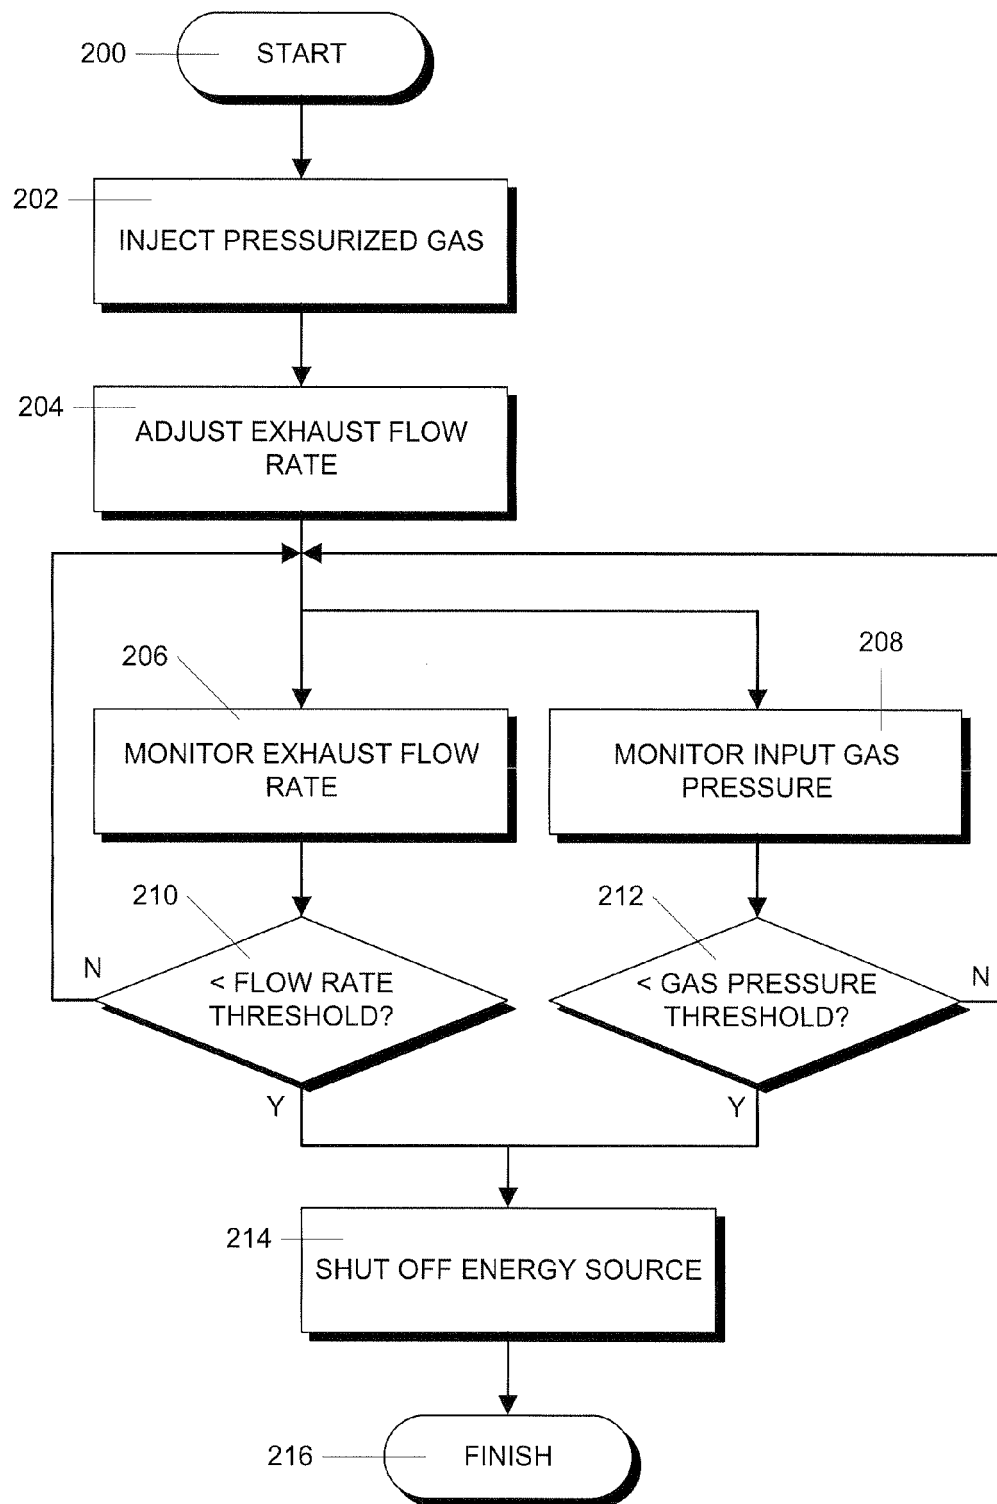 200
START
202
INJECT PRESSURIZED GAS
204
ADJUST EXHAUST FLOW
RATE
206
208
MONITOR EXHAUST FLOW
RATE
MONITOR INPUT GAS
PRESSURE
210
212
N
< FLOW RATE
THRESHOLD?
< GAS PRESSURE
THRESHOLD?
N
Y
Y
214
SHUT OFF ENERGY SOURCE
216
FINISH